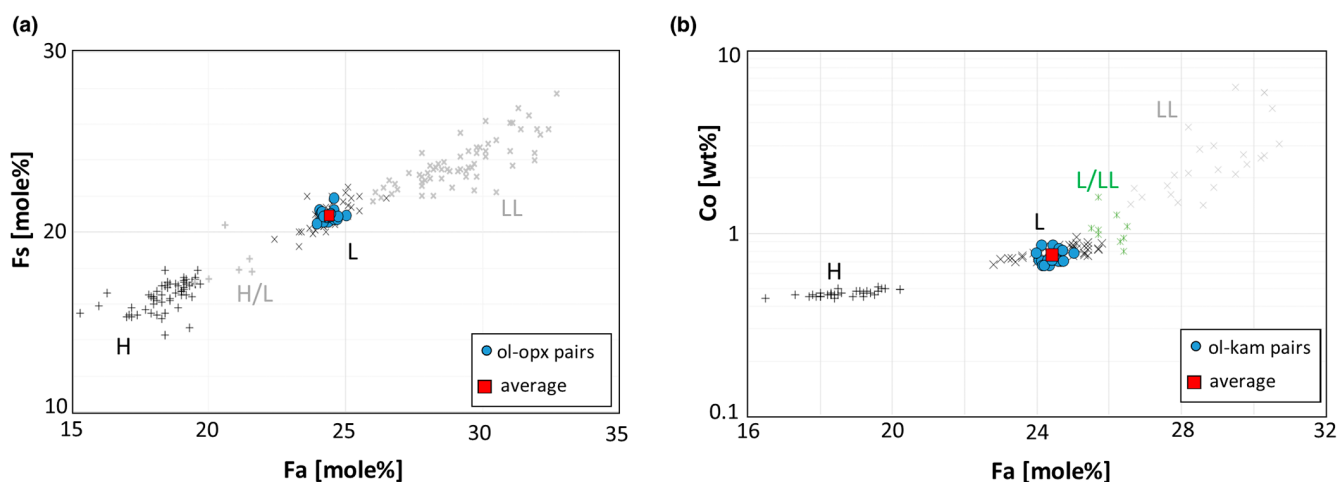 (a)
30
20
10
Fs [mole%]
H
H/L
L
LL
ol-opx pairs
average
15 20 25 30 35
Fa [mole%]
(b)
10
1
0.1
Co [wt%]
H
L
L/LL
LL
ol-kam pairs
average
16 20 24 28 32
Fa [mole%]